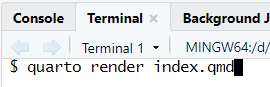 Console Terminal × Background J
Terminal 1 MINGW64:/d/
$ quarto render index.qmd